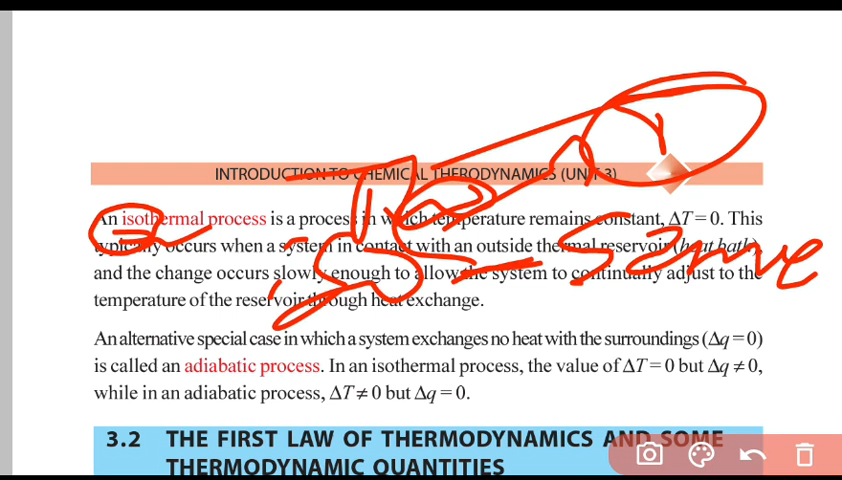 INTRODUCTION TO CHEMICAL THERODYNAMICS (UNIT 3)
An isothermal process is a process in which temperature remains constant, ΔT = 0. This
typically occurs when a system in contact with an outside thermal reservoir (heat bath),
and the change occurs slowly enough to allow the system to continually adjust to the
temperature of the reservoir through heat exchange.
iso - Same
An alternative special case in which a system exchanges no heat with the surroundings (Δq = 0)
is called an adiabatic process. In an isothermal process, the value of ΔT = 0 but Δq ≠ 0,
while in an adiabatic process, ΔT ≠ 0 but Δq = 0.
3.2 THE FIRST LAW OF THERMODYNAMICS AND SOME
THERMODYNAMIC QUANTITIES